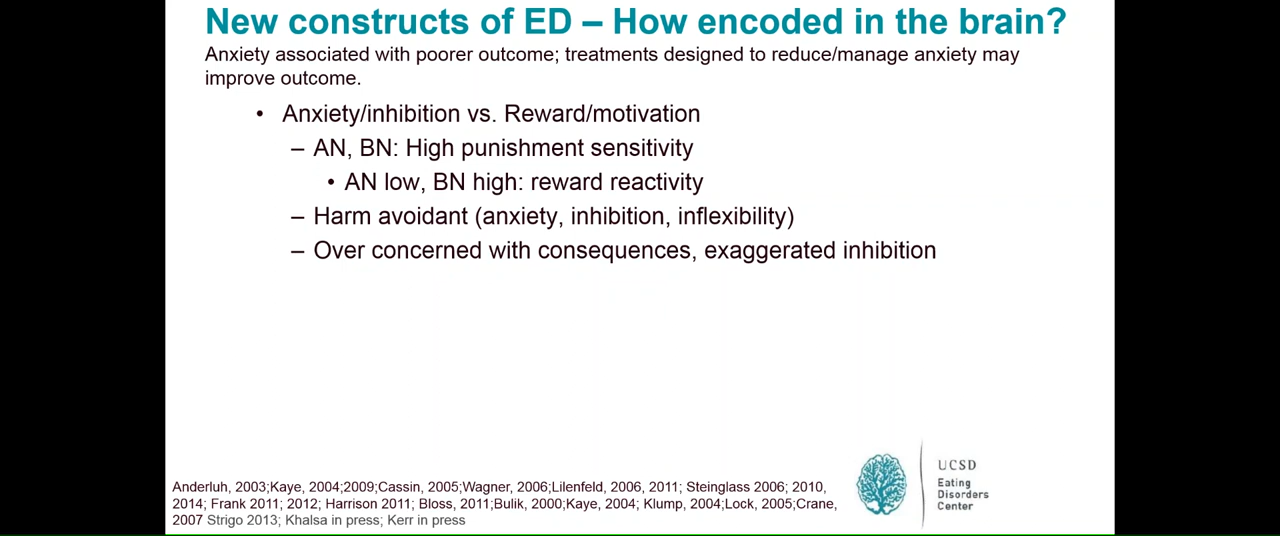 New constructs of ED – How encoded in the brain?
Anxiety associated with poorer outcome; treatments designed to reduce/manage anxiety may
improve outcome.
• Anxiety/inhibition vs. Reward/motivation
– AN, BN: High punishment sensitivity
• AN low, BN high: reward reactivity
– Harm avoidant (anxiety, inhibition, inflexibility)
– Over concerned with consequences, exaggerated inhibition
Anderluh, 2003;Kaye, 2004;2009;Cassin, 2005;Wagner, 2006;Lilenfeld, 2006, 2011; Steinglass 2006; 2010,
2014; Frank 2011; 2012; Harrison 2011; Bloss, 2011;Bulik, 2000;Kaye, 2004; Klump, 2004;Lock, 2005;Crane,
2007 Strigo 2013; Khalsa in press; Kerr in press
UCSD
Eating
Disorders
Center